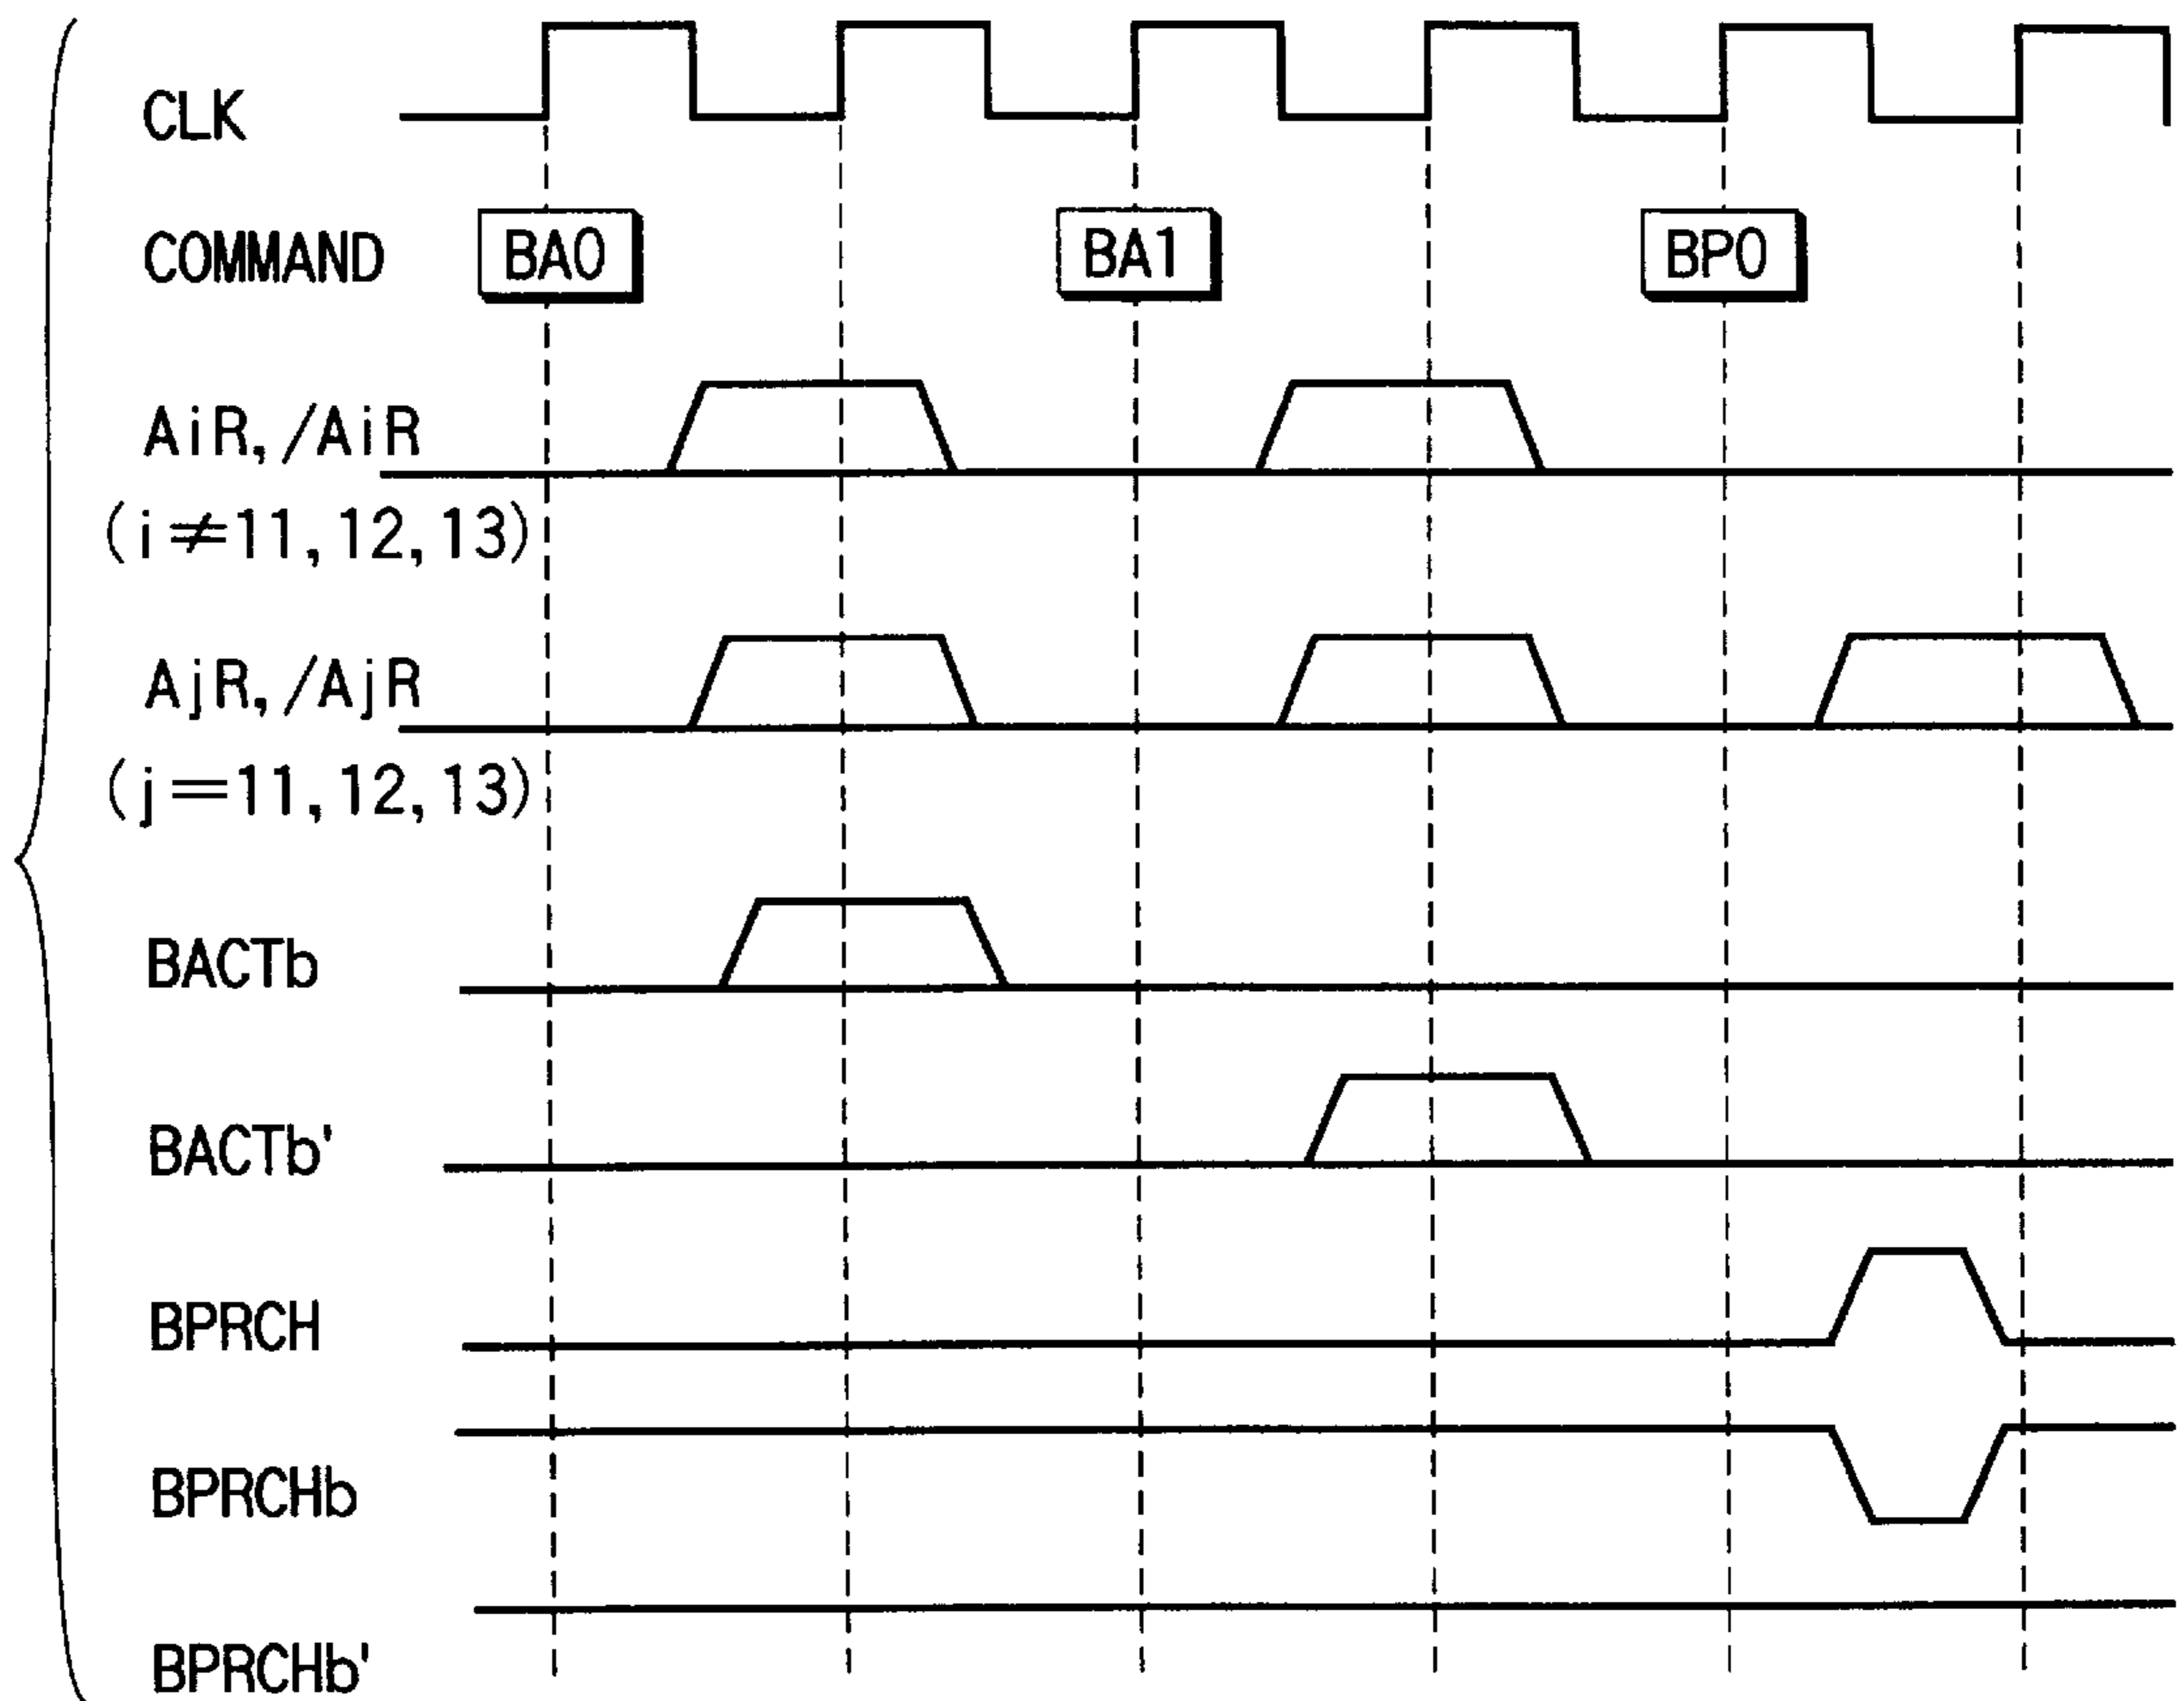 CLK
COMMAND BA0 BA1 BP0
AiR, /AiR
(i≠11, 12, 13)
AjR, /AjR
(j=11, 12, 13)
BACTb
BACTb'
BPRCH
BPRCHb
BPRCHb'